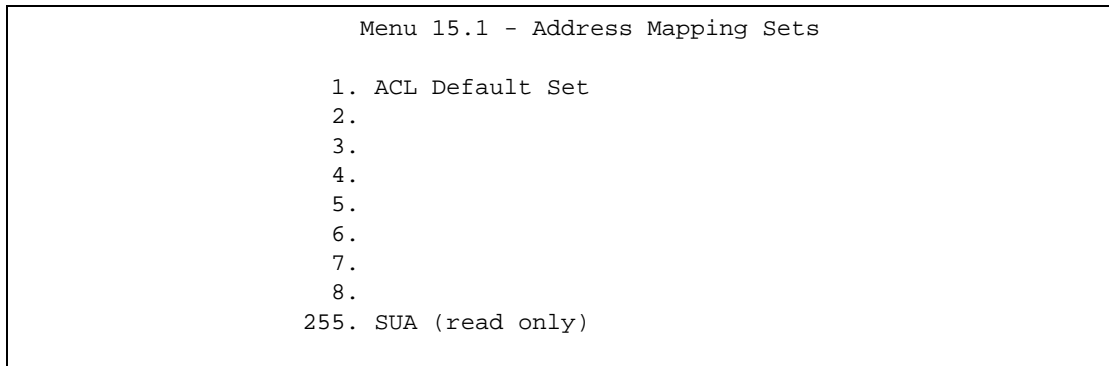 Menu 15.1 - Address Mapping Sets
1. ACL Default Set
2.
3.
4.
5.
6.
7.
8.
255. SUA (read only)